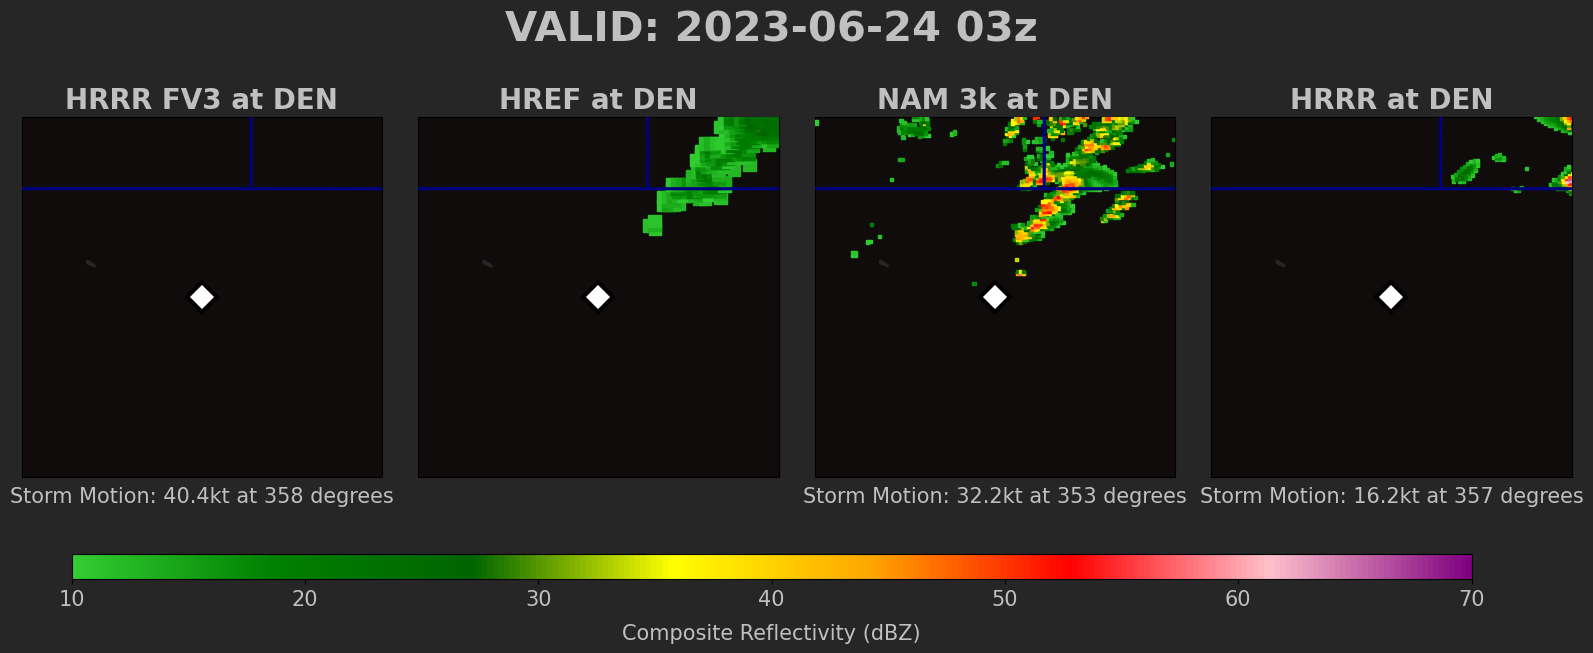 VALID: 2023-06-24 03z
HRRR FV3 at DEN
HREF at DEN
NAM 3k at DEN
HRRR at DEN
Storm Motion: 40.4kt at 358 degrees
Storm Motion: 32.2kt at 353 degrees
Storm Motion: 16.2kt at 357 degrees
10 20 30 40 50 60 70
Composite Reflectivity (dBZ)